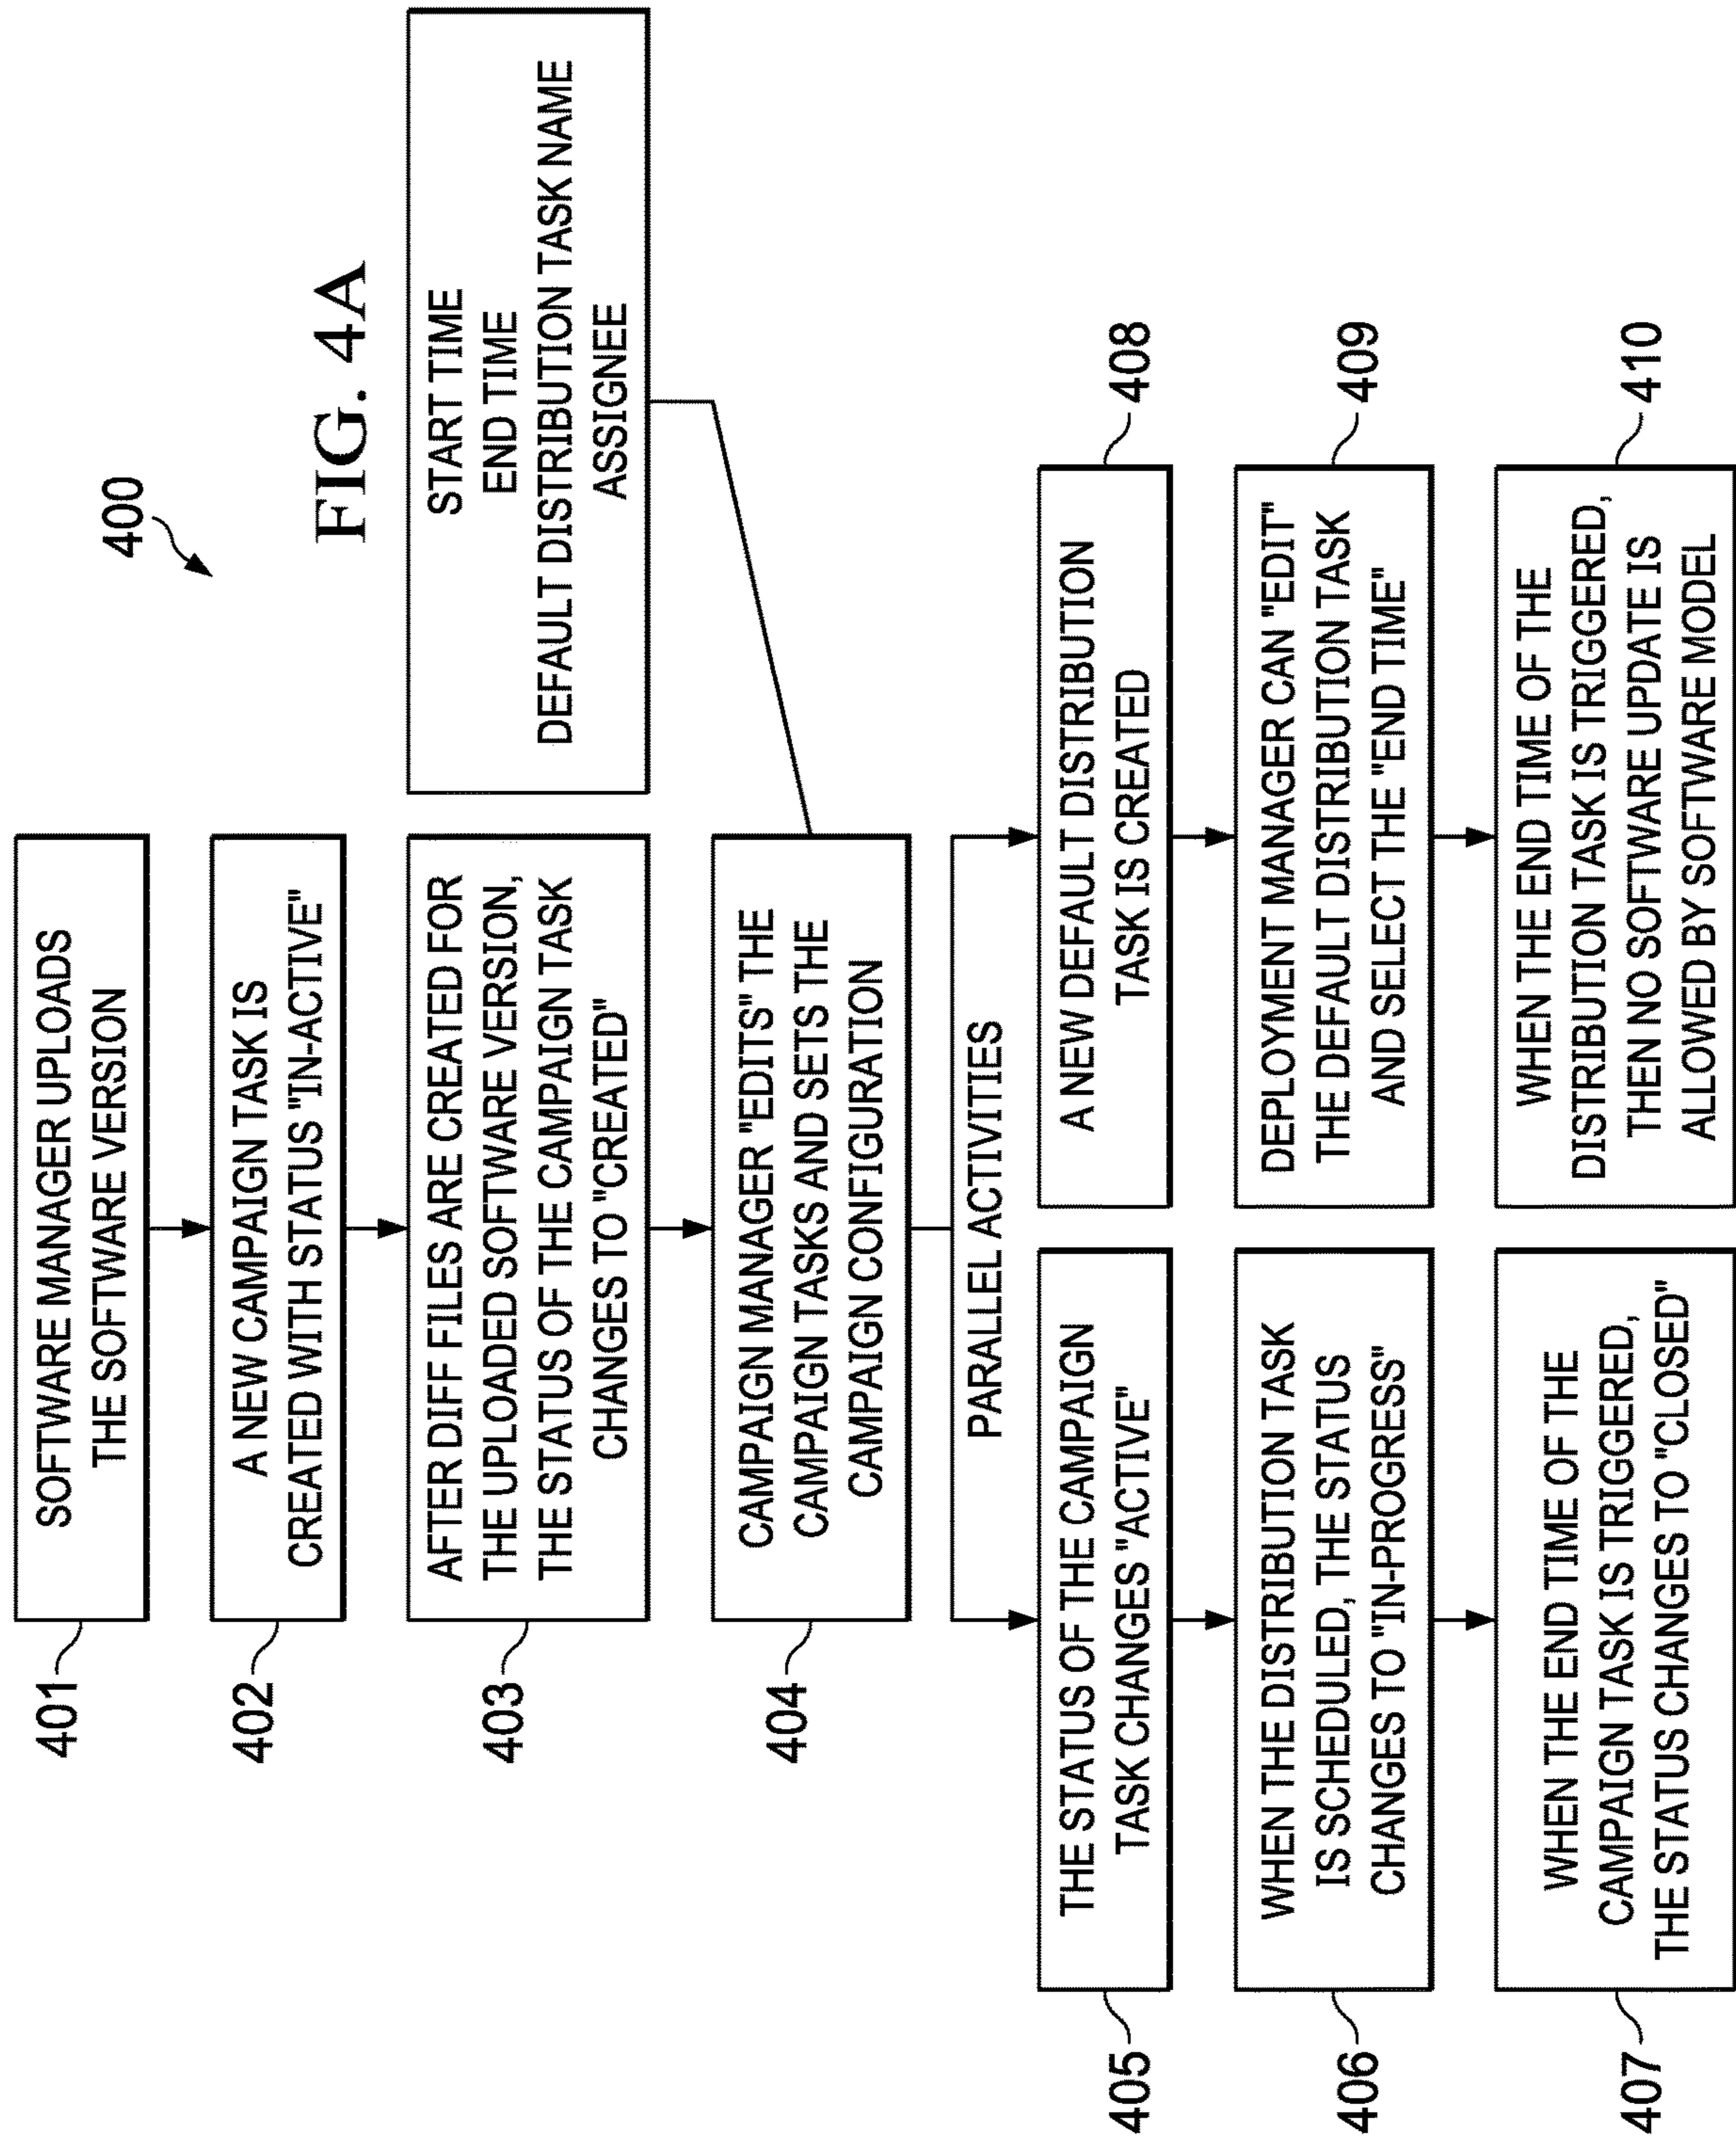 400
FIG. 4A
401
SOFTWARE MANAGER UPLOADS
THE SOFTWARE VERSION
402
A NEW CAMPAIGN TASK IS
CREATED WITH STATUS "IN-ACTIVE"
403
AFTER DIFF FILES ARE CREATED FOR
THE UPLOADED SOFTWARE VERSION,
THE STATUS OF THE CAMPAIGN TASK
CHANGES TO "CREATED"
START TIME
END TIME
DEFAULT DISTRIBUTION TASK NAME
ASSIGNEE
404
CAMPAIGN MANAGER "EDITS" THE
CAMPAIGN TASKS AND SETS THE
CAMPAIGN CONFIGURATION
PARALLEL ACTIVITIES
405
THE STATUS OF THE CAMPAIGN
TASK CHANGES "ACTIVE"
406
WHEN THE DISTRIBUTION TASK
IS SCHEDULED, THE STATUS
CHANGES TO "IN-PROGRESS"
407
WHEN THE END TIME OF THE
CAMPAIGN TASK IS TRIGGERED,
THE STATUS CHANGES TO "CLOSED"
A NEW DEFAULT DISTRIBUTION
TASK IS CREATED
408
DEPLOYMENT MANAGER CAN "EDIT"
THE DEFAULT DISTRIBUTION TASK
AND SELECT THE "END TIME"
409
WHEN THE END TIME OF THE
DISTRIBUTION TASK IS TRIGGERED,
THEN NO SOFTWARE UPDATE IS
ALLOWED BY SOFTWARE MODEL
410